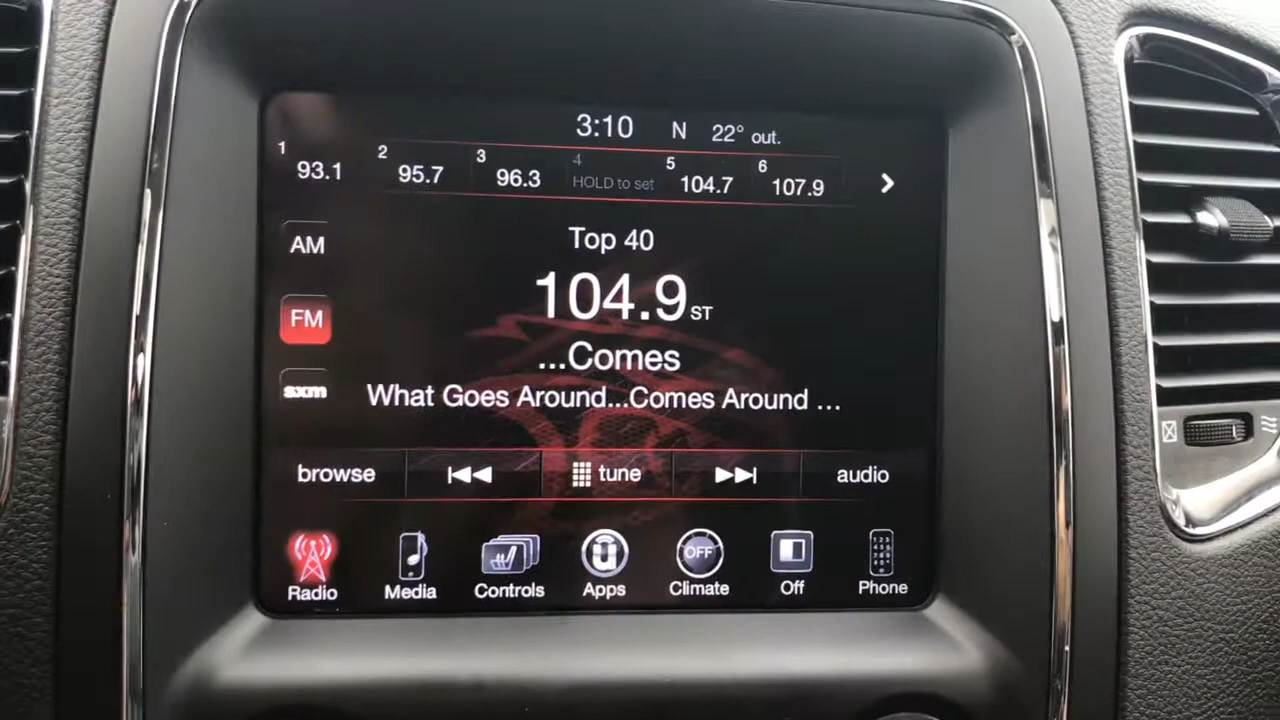 3:10 N 22° out.
1 93.1 2 95.7 3 96.3 4 HOLD to set 5 104.7 6 107.9
AM
Top 40
104.9 ST
FM
...Comes
sxm
What Goes Around...Comes Around ...
browse tune audio
OFF
Radio Media Controls Apps Climate Off Phone